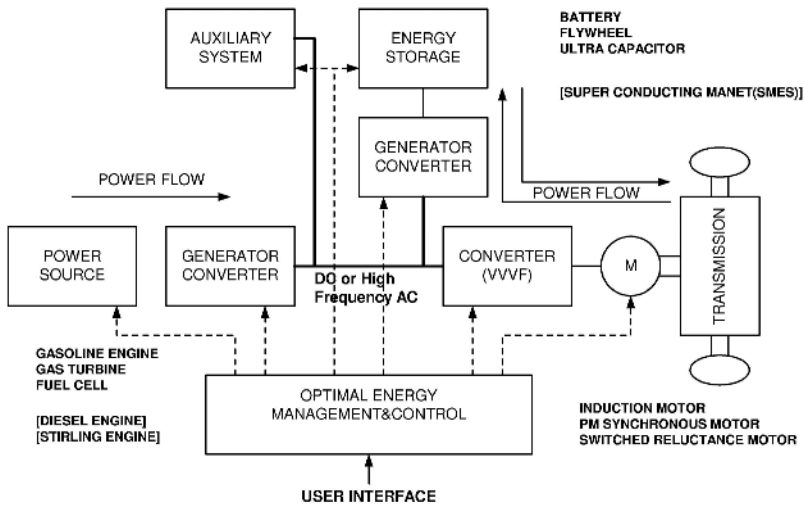 AUXILIARY
SYSTEM
ENERGY
STORAGE
BATTERY
FLYWHEEL
ULTRA CAPACITOR
[SUPER CONDUCTING MANET(SMES)]
GENERATOR
CONVERTER
POWER FLOW
POWER FLOW
POWER
SOURCE
GENERATOR
CONVERTER
DC or High
Frequency AC
CONVERTER
(VVVF)
M
TRANSMISSION
GASOLINE ENGINE
GAS TURBINE
FUEL CELL
[DIESEL ENGINE]
[STIRLING ENGINE]
OPTIMAL ENERGY
MANAGEMENT&CONTROL
INDUCTION MOTOR
PM SYNCHRONOUS MOTOR
SWITCHED RELUCTANCE MOTOR
USER INTERFACE